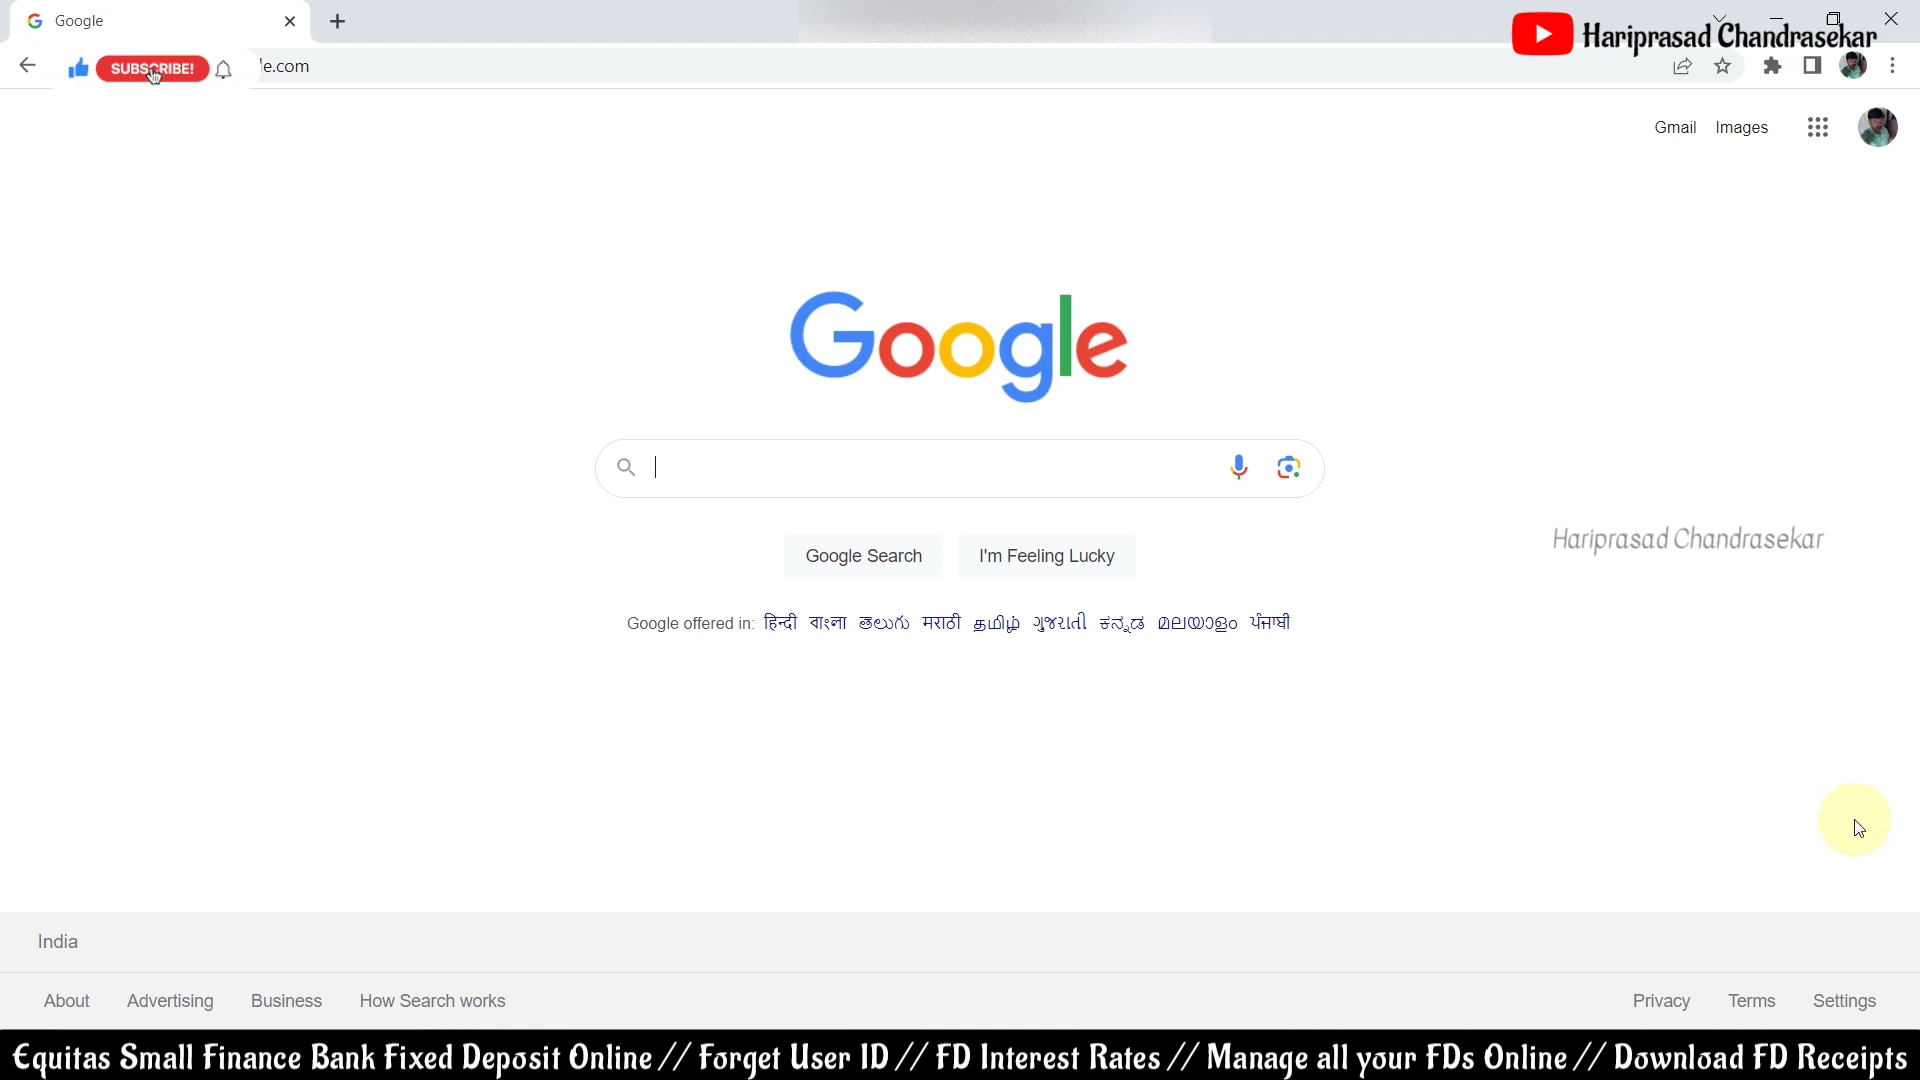 Google
Hariprasad Chandrasekar
SUBSCRIBE!
le.com
Gmail Images
Google
Google Search I'm Feeling Lucky
Hariprasad Chandrasekar
Google offered in: हिन्दी বাংলা తెలుగు मराठी தமிழ் ગુજરાતી ಕನ್ನಡ മലയാളം ਪੰਜਾਬੀ
India
About Advertising Business How Search works Privacy Terms Settings
Equitas Small Finance Bank Fixed Deposit Online // Forget User ID // FD Interest Rates // Manage all your FDs Online // Download FD Receipts